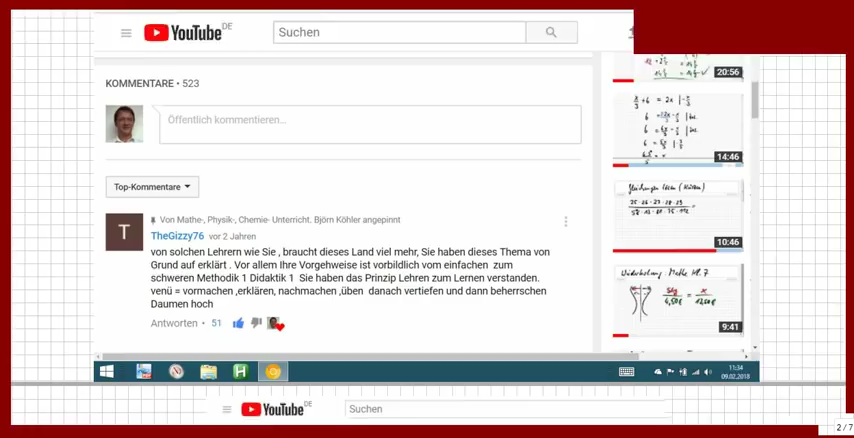 YouTube DE
Suchen
KOMMENTARE • 523
Öffentlich kommentieren...
Top-Kommentare
T
Von Mathe-, Physik-, Chemie- Unterricht. Björn Köhler angepinnt
TheGizzy76 vor 2 Jahren
von solchen Lehrern wie Sie , braucht dieses Land viel mehr, Sie haben dieses Thema von
Grund auf erklärt . Vor allem Ihre Vorgehweise ist vorbildlich vom einfachen zum
schweren Methodik 1 Didaktik 1 Sie haben das Prinzip Lehren zum Lernen verstanden.
venü = vormachen ,erklären, nachmachen ,üben danach vertiefen und dann beherrschen
Daumen hoch
Antworten • 51
20:56
14:46
10:46
Wiederholung Mathe Kl. 7
9:41
11:34
09.02.2018
YouTube DE
Suchen
2 / 7